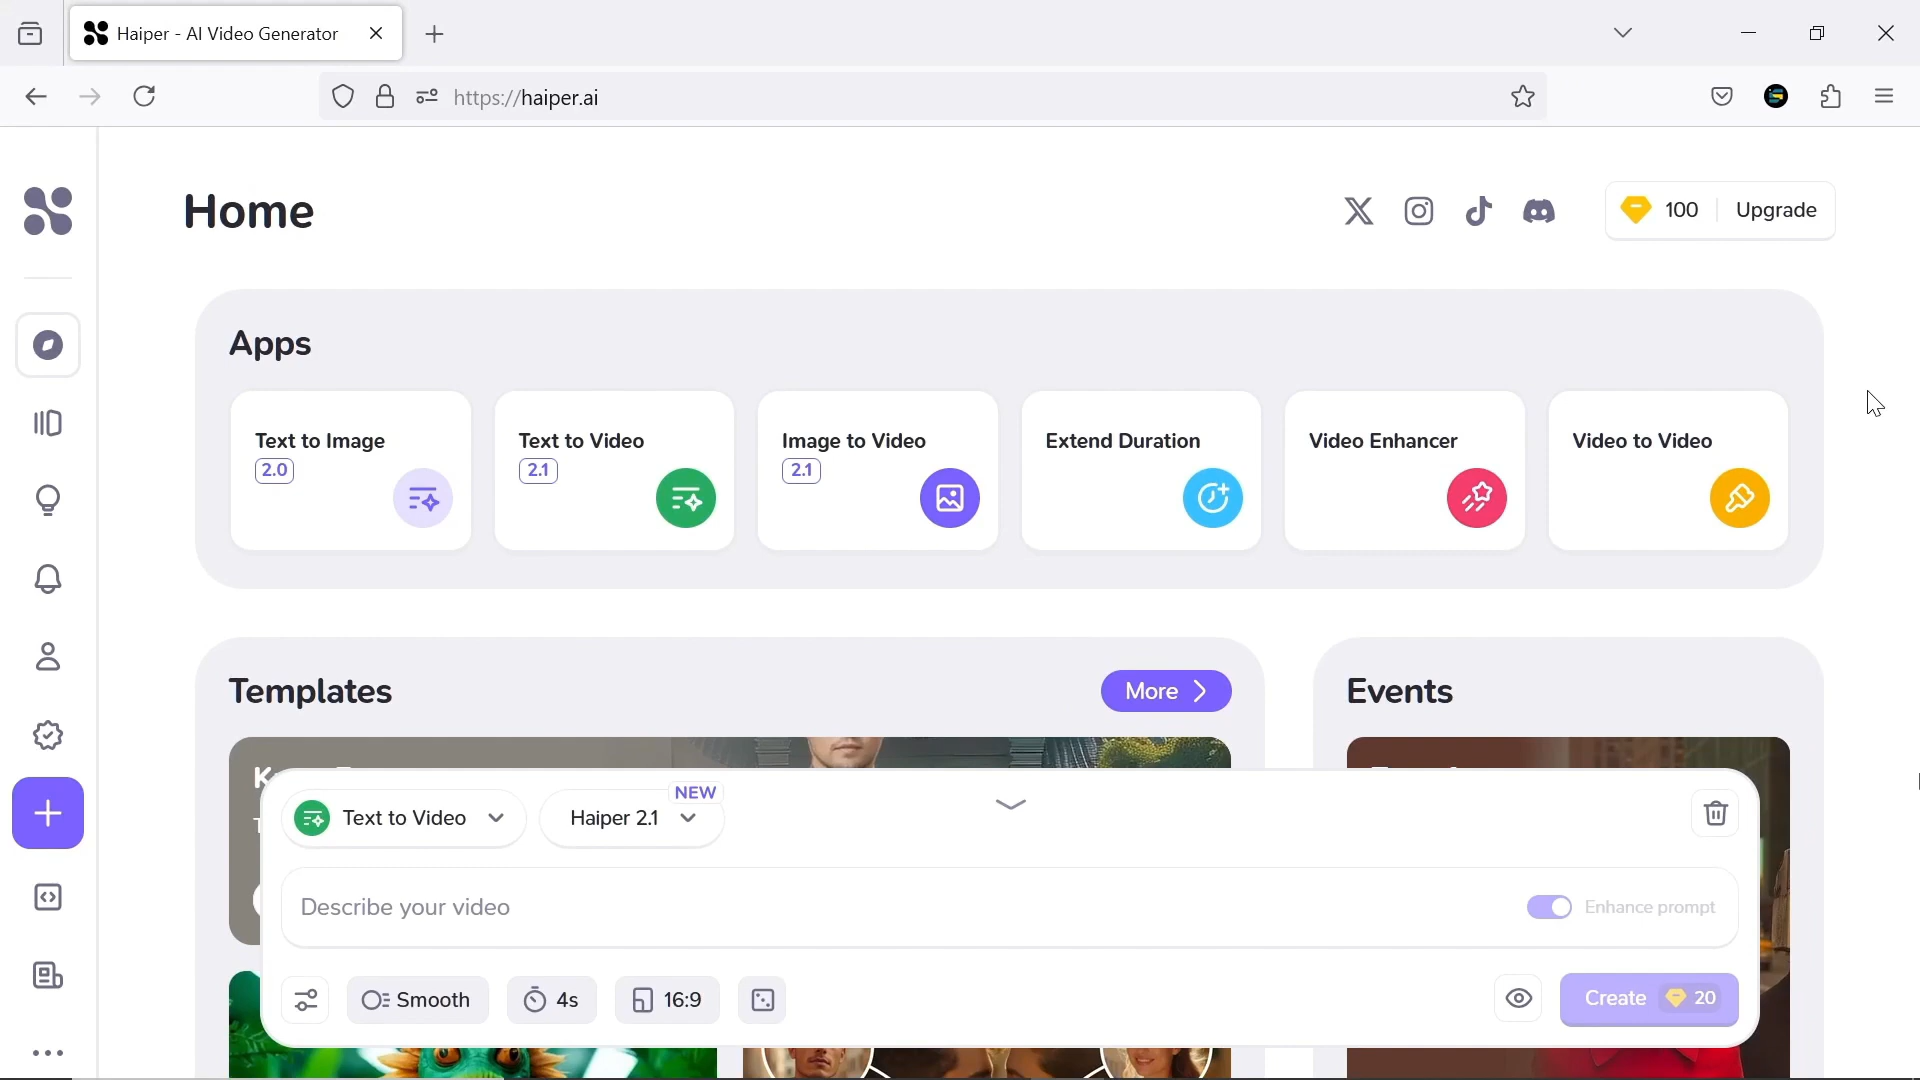 Haiper - AI Video Generator
https://haiper.ai
Home
100 Upgrade
Apps
Text to Image
2.0
Text to Video
2.1
Image to Video
2.1
Extend Duration
Video Enhancer
Video to Video
Templates
More
Events
Text to Video
Haiper 2.1
NEW
Describe your video
Enhance prompt
Smooth
4s
16:9
Create 20